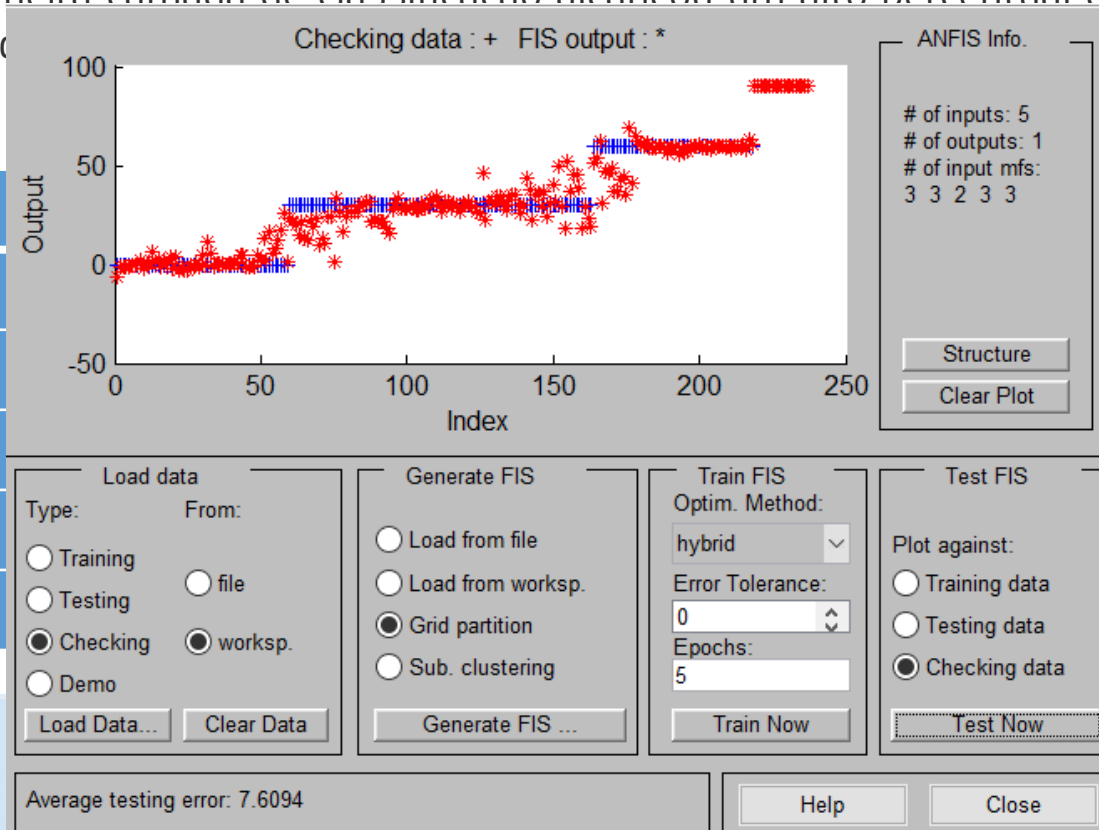 Checking data : + FIS output : *
100
50
0
-50
Output
0
50
100
150
200
250
Index
ANFIS Info.
# of inputs: 5
# of outputs: 1
# of input mfs:
3 3 2 3 3
Structure
Clear Plot
Load data
Type:
From:
Training
Testing
Checking
Demo
file
worksp.
Load Data...
Clear Data
Generate FIS
Load from file
Load from worksp.
Grid partition
Sub. clustering
Generate FIS ...
Train FIS
Optim. Method:
hybrid
Error Tolerance:
0
Epochs:
5
Train Now
Test FIS
Plot against:
Training data
Testing data
Checking data
Test Now
Average testing error: 7.6094
Help
Close